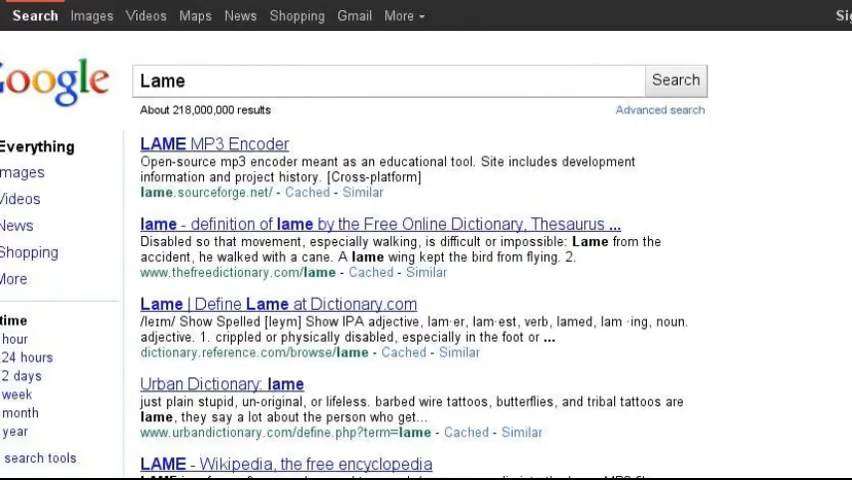 Search Images Videos Maps News Shopping Gmail More
Google
Lame
Search
About 218,000,000 results
Advanced search
Everything
Images
Videos
News
Shopping
More
time
hour
24 hours
2 days
week
month
year
search tools
LAME MP3 Encoder
Open-source mp3 encoder meant as an educational tool. Site includes development
information and project history. [Cross-platform]
lame.sourceforge.net/ - Cached - Similar
lame - definition of lame by the Free Online Dictionary, Thesaurus ...
Disabled so that movement, especially walking, is difficult or impossible: Lame from the
accident, he walked with a cane. A lame wing kept the bird from flying. 2.
www.thefreedictionary.com/lame - Cached - Similar
Lame | Define Lame at Dictionary.com
/leɪm/ Show Spelled [leym] Show IPA adjective, lam·er, lam·est, verb, lamed, lam ·ing, noun.
adjective. 1. crippled or physically disabled, especially in the foot or ...
dictionary.reference.com/browse/lame - Cached - Similar
Urban Dictionary: lame
just plain stupid, un-original, or lifeless. barbed wire tattoos, butterflies, and tribal tattoos are
lame, they say a lot about the person who get...
www.urbandictionary.com/define.php?term=lame - Cached - Similar
LAME - Wikipedia, the free encyclopedia